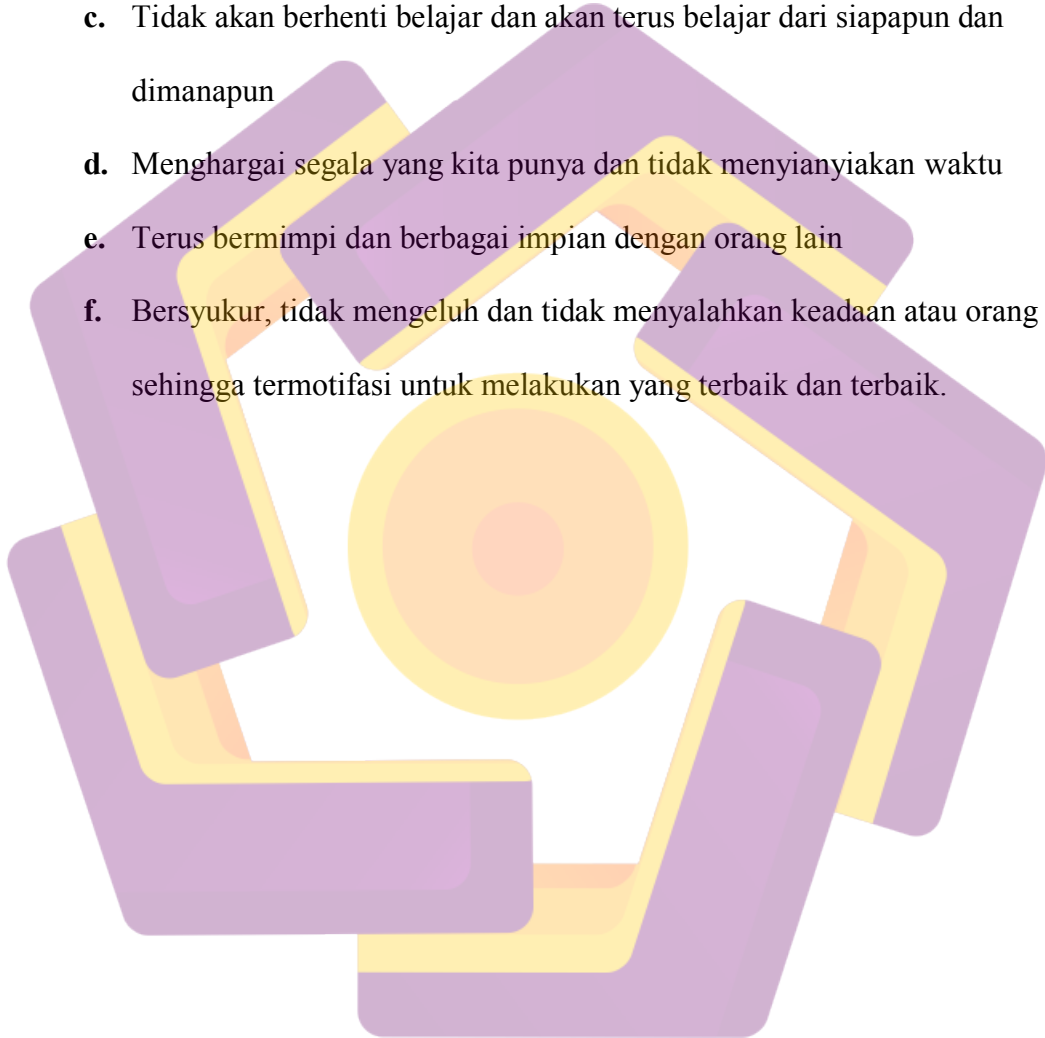 c. Tidak akan berhenti belajar dan akan terus belajar dari siapapun dan
dimanapun
d. Menghargai segala yang kita punya dan tidak menyianyiakan waktu
e. Terus bermimpi dan berbagai impian dengan orang lain
f. Bersyukur, tidak mengeluh dan tidak menyalahkan keadaan atau orang
sehingga termotifasi untuk melakukan yang terbaik dan terbaik.